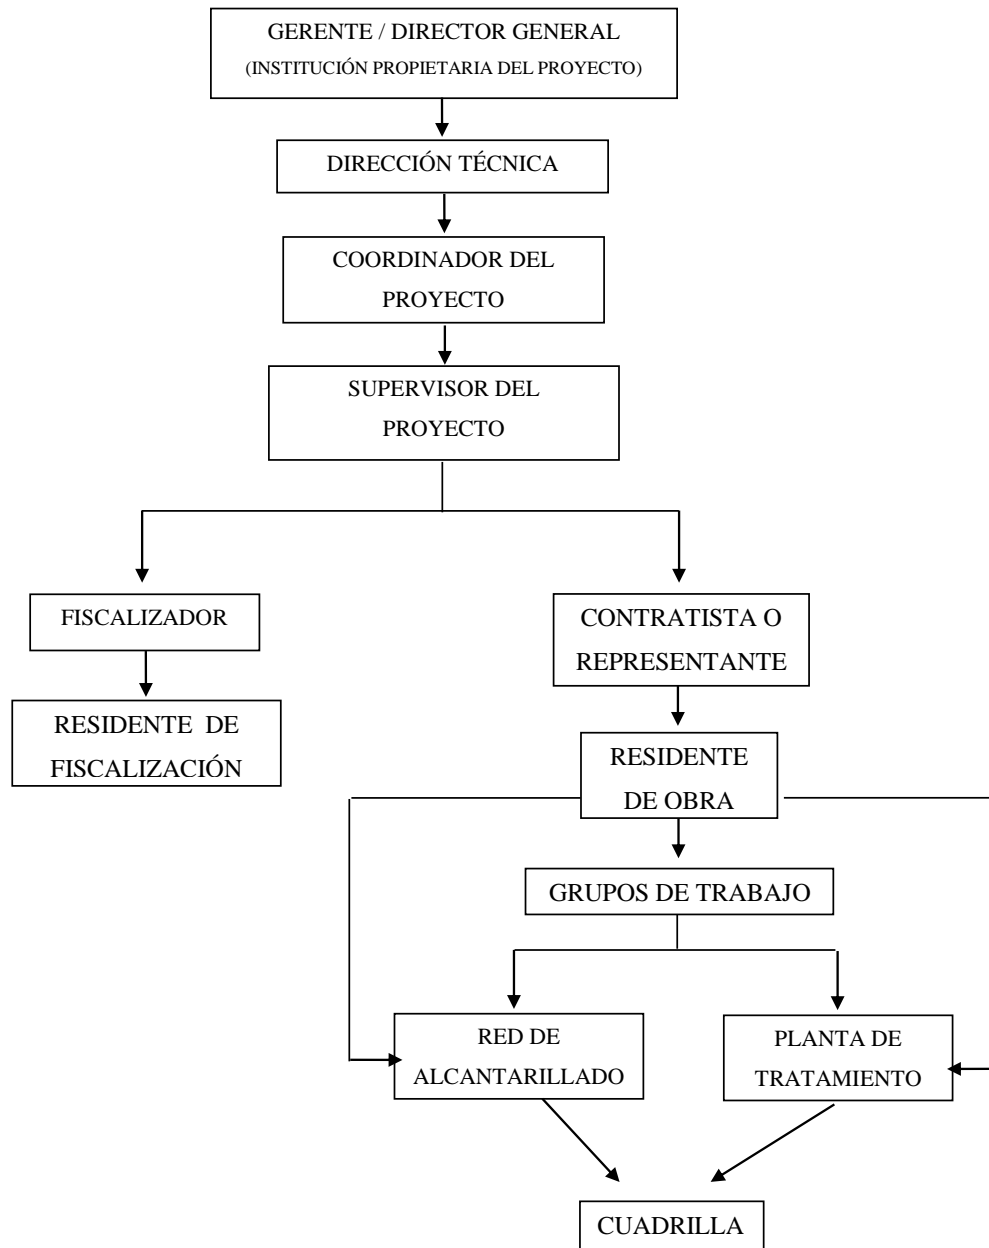 GERENTE / DIRECTOR GENERAL
(INSTITUCIÓN PROPIETARIA DEL PROYECTO)
DIRECCIÓN TÉCNICA
COORDINADOR DEL
PROYECTO
SUPERVISOR DEL
PROYECTO
FISCALIZADOR
RESIDENTE DE
FISCALIZACIÓN
CONTRATISTA O
REPRESENTANTE
RESIDENTE
DE OBRA
GRUPOS DE TRABAJO
RED DE
ALCANTARILLADO
PLANTA DE
TRATAMIENTO
CUADRILLA